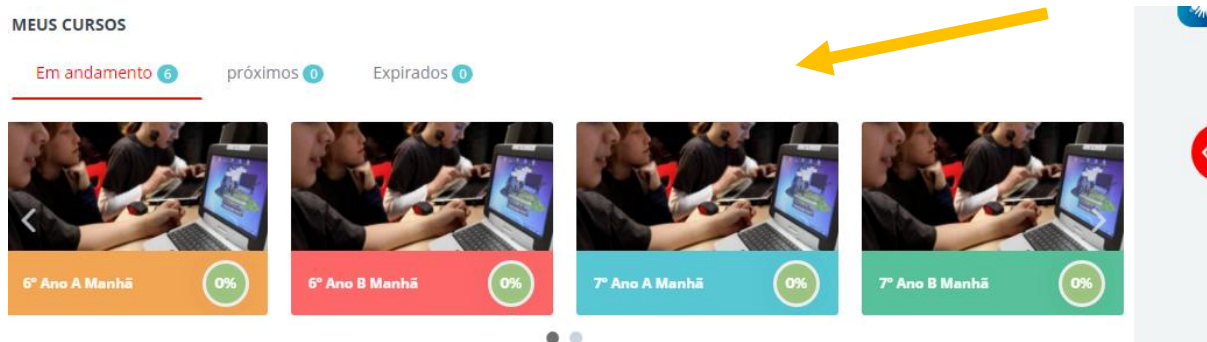 MEUS CURSOS
Em andamento 6 próximos 0 Expirados 0
6º Ano A Manhã 0% 6º Ano B Manhã 0% 7º Ano A Manhã 0% 7º Ano B Manhã 0%